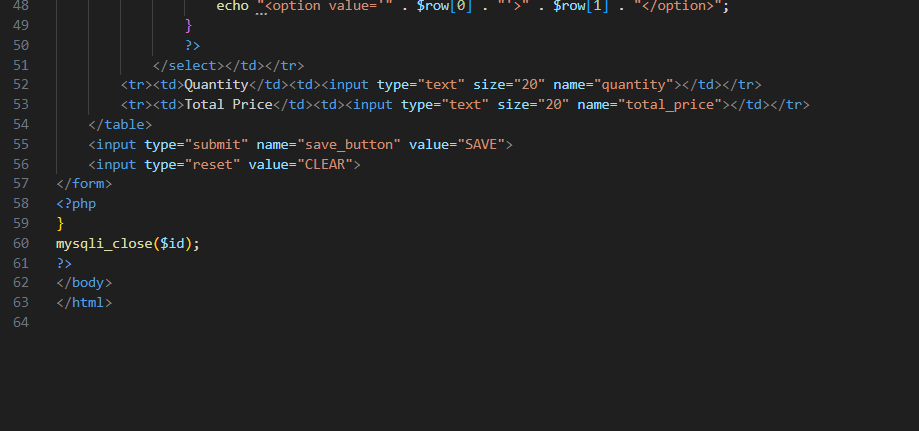 48 echo "<option value='" . $row[0] . "'>" . $row[1] . "</option>";
49 }
50 ?>
51 </select></td></tr>
52 <tr><td>Quantity</td><td><input type="text" size="20" name="quantity"></td></tr>
53 <tr><td>Total Price</td><td><input type="text" size="20" name="total_price"></td></tr>
54 </table>
55 <input type="submit" name="save_button" value="SAVE">
56 <input type="reset" value="CLEAR">
57 </form>
58 <?php
59 }
60 mysqli_close($id);
61 ?>
62 </body>
63 </html>
64